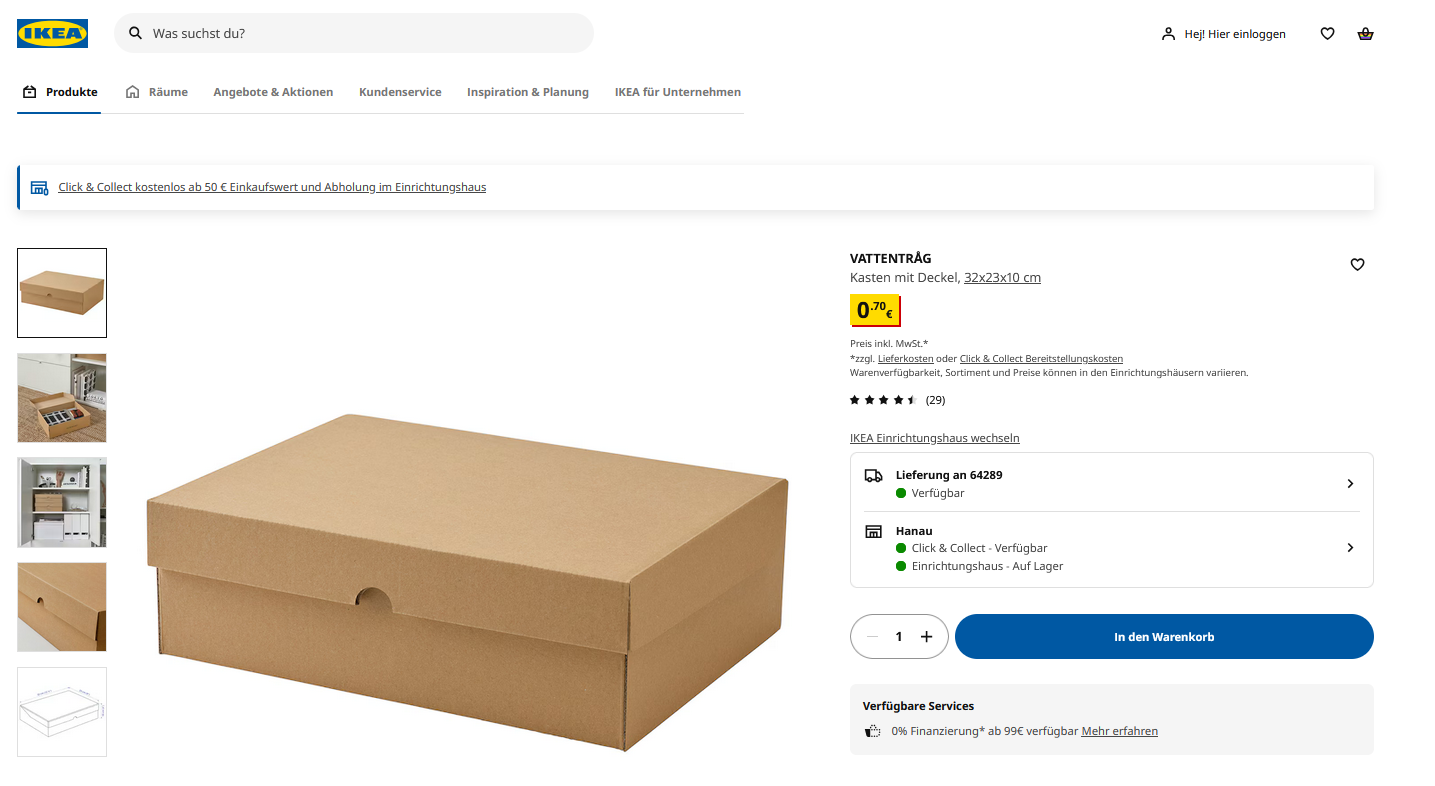 IKEA
Was suchst du?
Hej! Hier einloggen
Produkte
Räume
Angebote & Aktionen
Kundenservice
Inspiration & Planung
IKEA für Unternehmen
Click & Collect kostenlos ab 50 € Einkaufswert und Abholung im Einrichtungshaus
VATTENTRÅG
Kasten mit Deckel, 32x23x10 cm
0.70€
Preis inkl. MwSt.*
*zzgl. Lieferkosten oder Click & Collect Bereitstellungskosten
Warenverfügbarkeit, Sortiment und Preise können in den Einrichtungshäusern variieren.
(29)
IKEA Einrichtungshaus wechseln
Lieferung an 64289
Verfügbar
Hanau
Click & Collect - Verfügbar
Einrichtungshaus - Auf Lager
1
In den Warenkorb
Verfügbare Services
0% Finanzierung* ab 99€ verfügbar Mehr erfahren